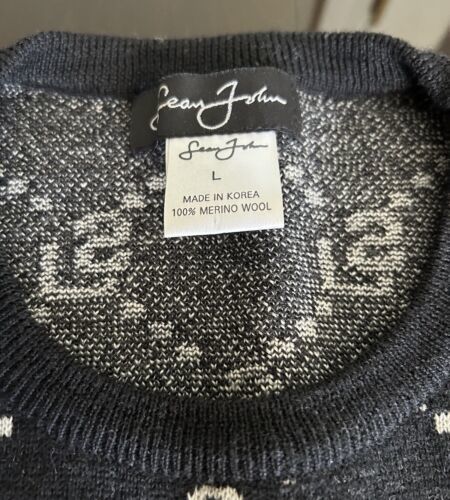 Sean John
Sean John
L
MADE IN KOREA
100% MERINO WOOL